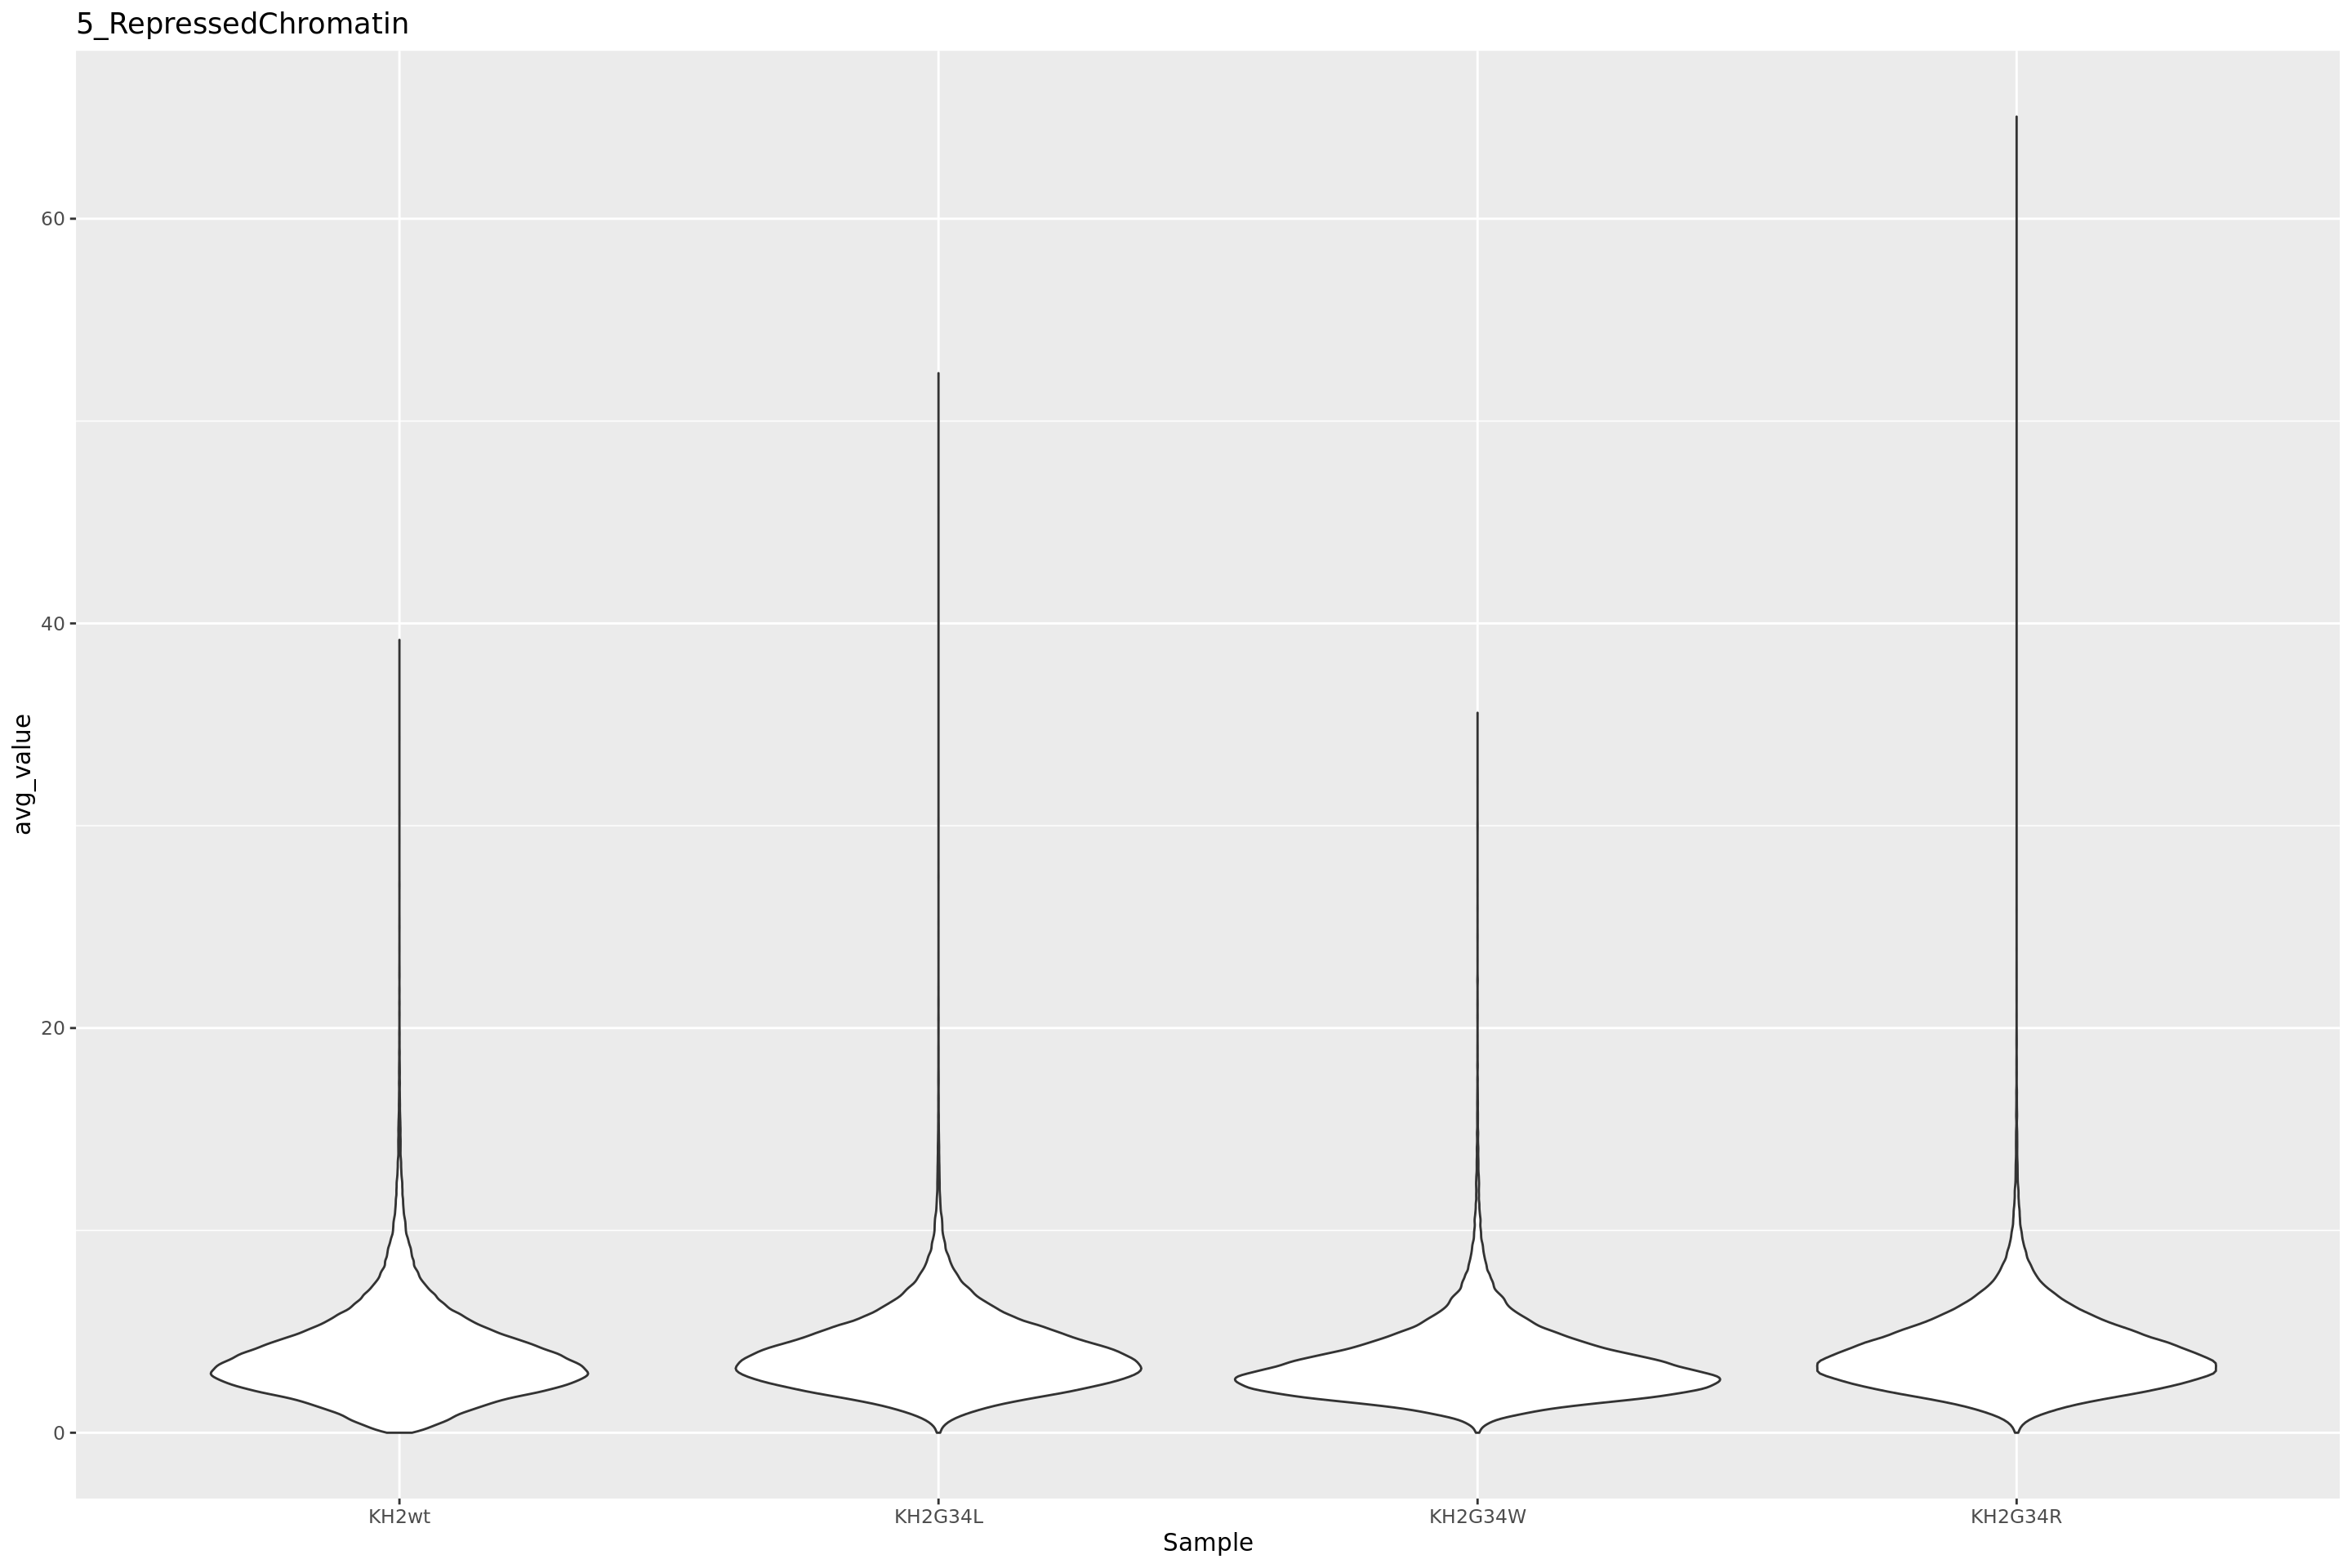 5_RepressedChromatin
60
40
20
0
avg_value
KH2wt
KH2G34L
KH2G34W
KH2G34R
Sample